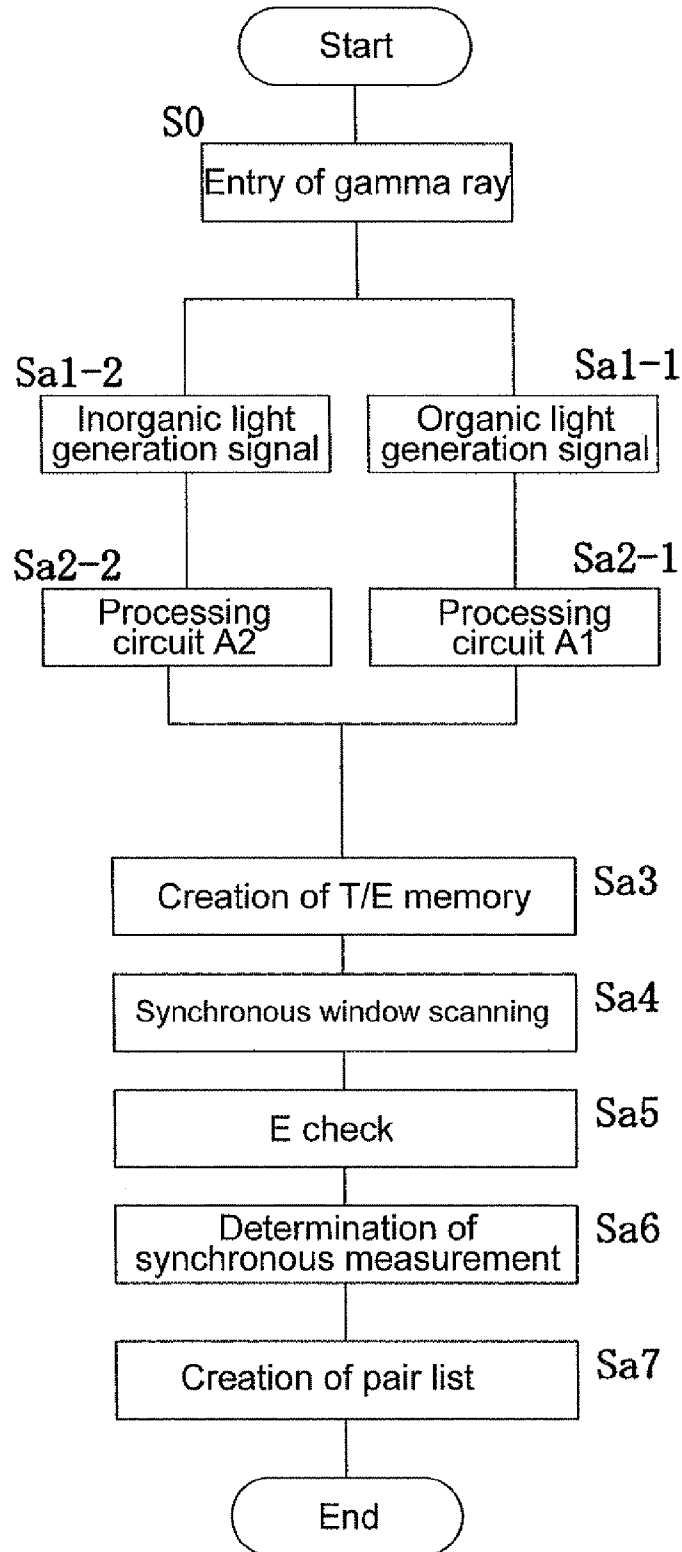 Start
S0
Entry of gamma ray
Sa1-2
Sa1-1
Inorganic light
generation signal
Organic light
generation signal
Sa2-2
Sa2-1
Processing
circuit A2
Processing
circuit A1
Creation of T/E memory
Sa3
Synchronous window scanning
Sa4
E check
Sa5
Determination of
synchronous measurement
Sa6
Creation of pair list
Sa7
End